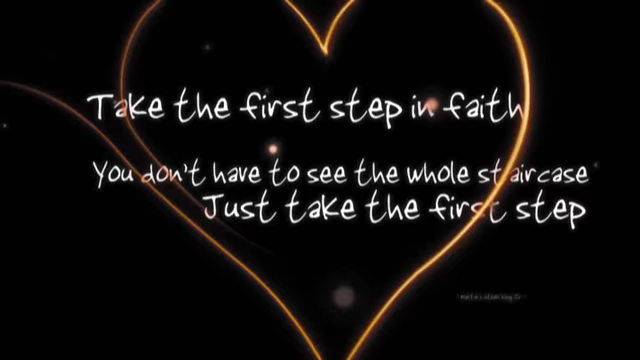 Take the first step in faith
You don't have to see the whole staircase
Just take the first step